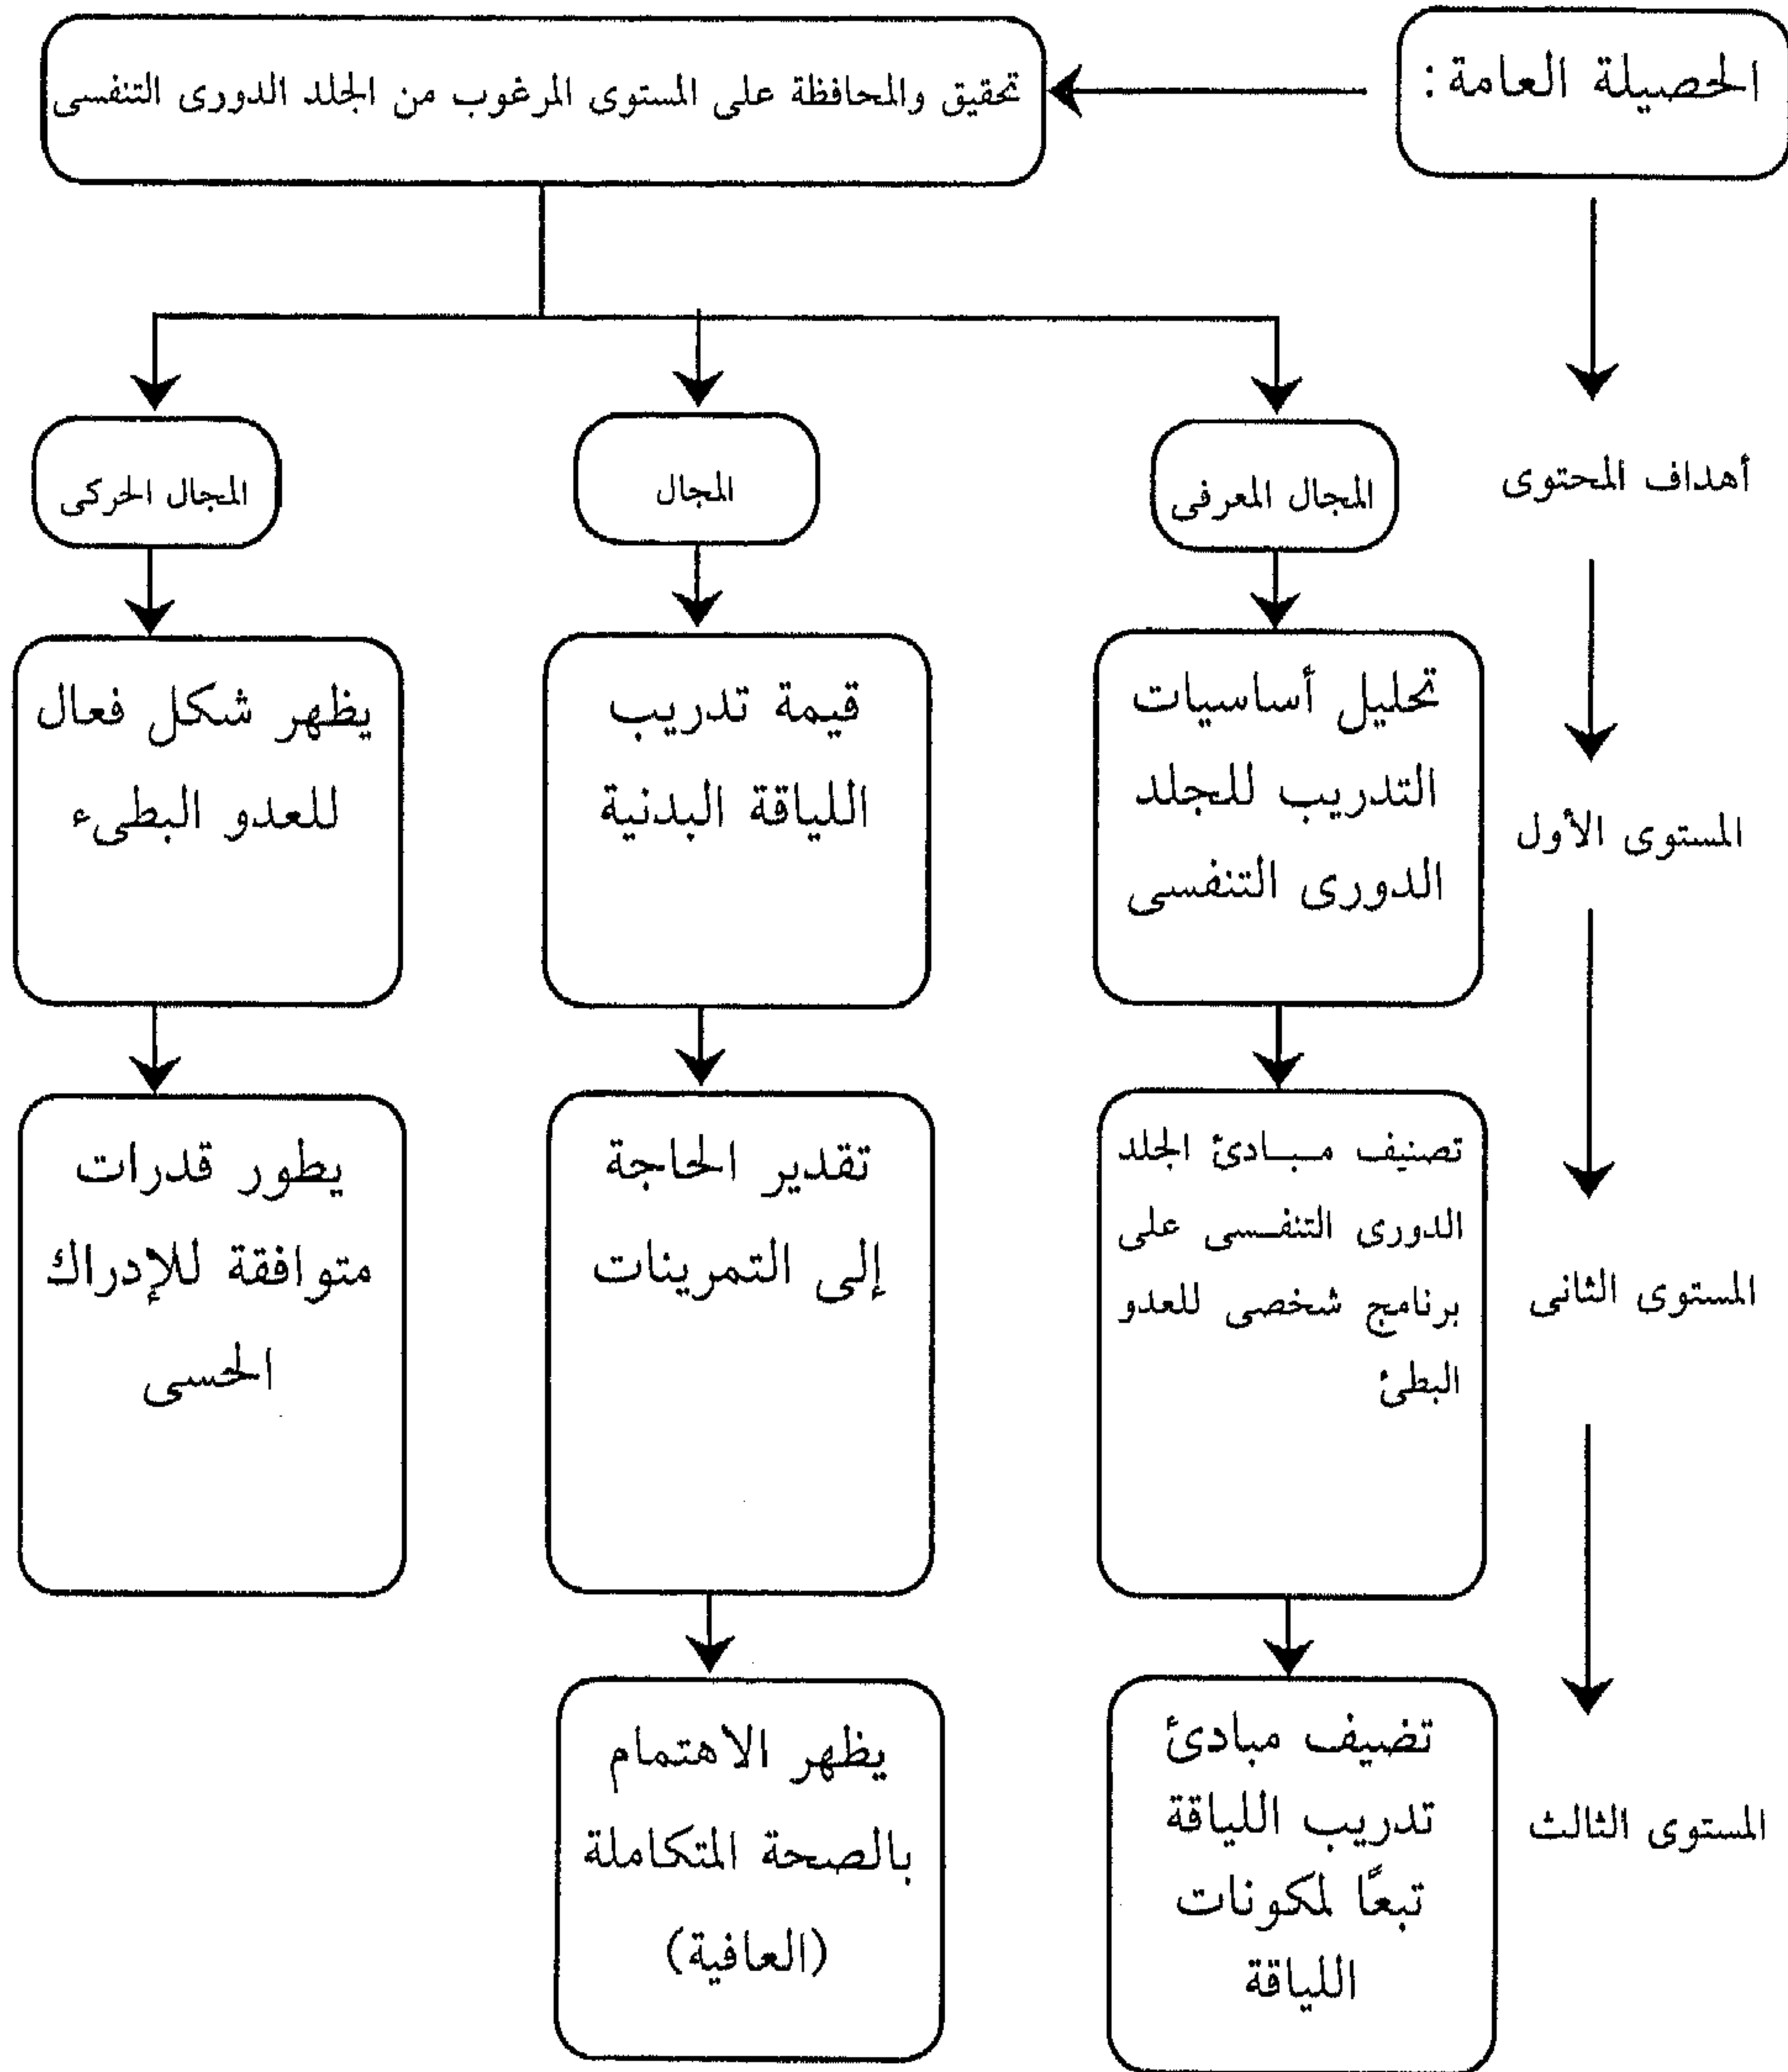 الحصيلة العامة :
تحقيق والمحافظة على المستوى المرغوب من الجلد الدورى التنفسى
أهداف المحتوى
المجال المعرفى
المجال
المجال الحركى
المستوى الأول
تحليل أساسيات
التدريب للجلد
الدورى التنفسى
قيمة تدريب
اللياقة البدنية
يظهر شكل فعال
للعدو البطىء
المستوى الثانى
تصنيف مبادئ الجلد
الدورى التنفسى على
برنامج شخصى للعدو
البطئ
تقدير الحاجة
إلى التمرينات
يطور قدرات
متوافقة للإدراك
الحسى
المستوى الثالث
تضيف مبادئ
تدريب اللياقة
تبعًا لمكونات
اللياقة
يظهر الاهتمام
بالصحة المتكاملة
(العافية)